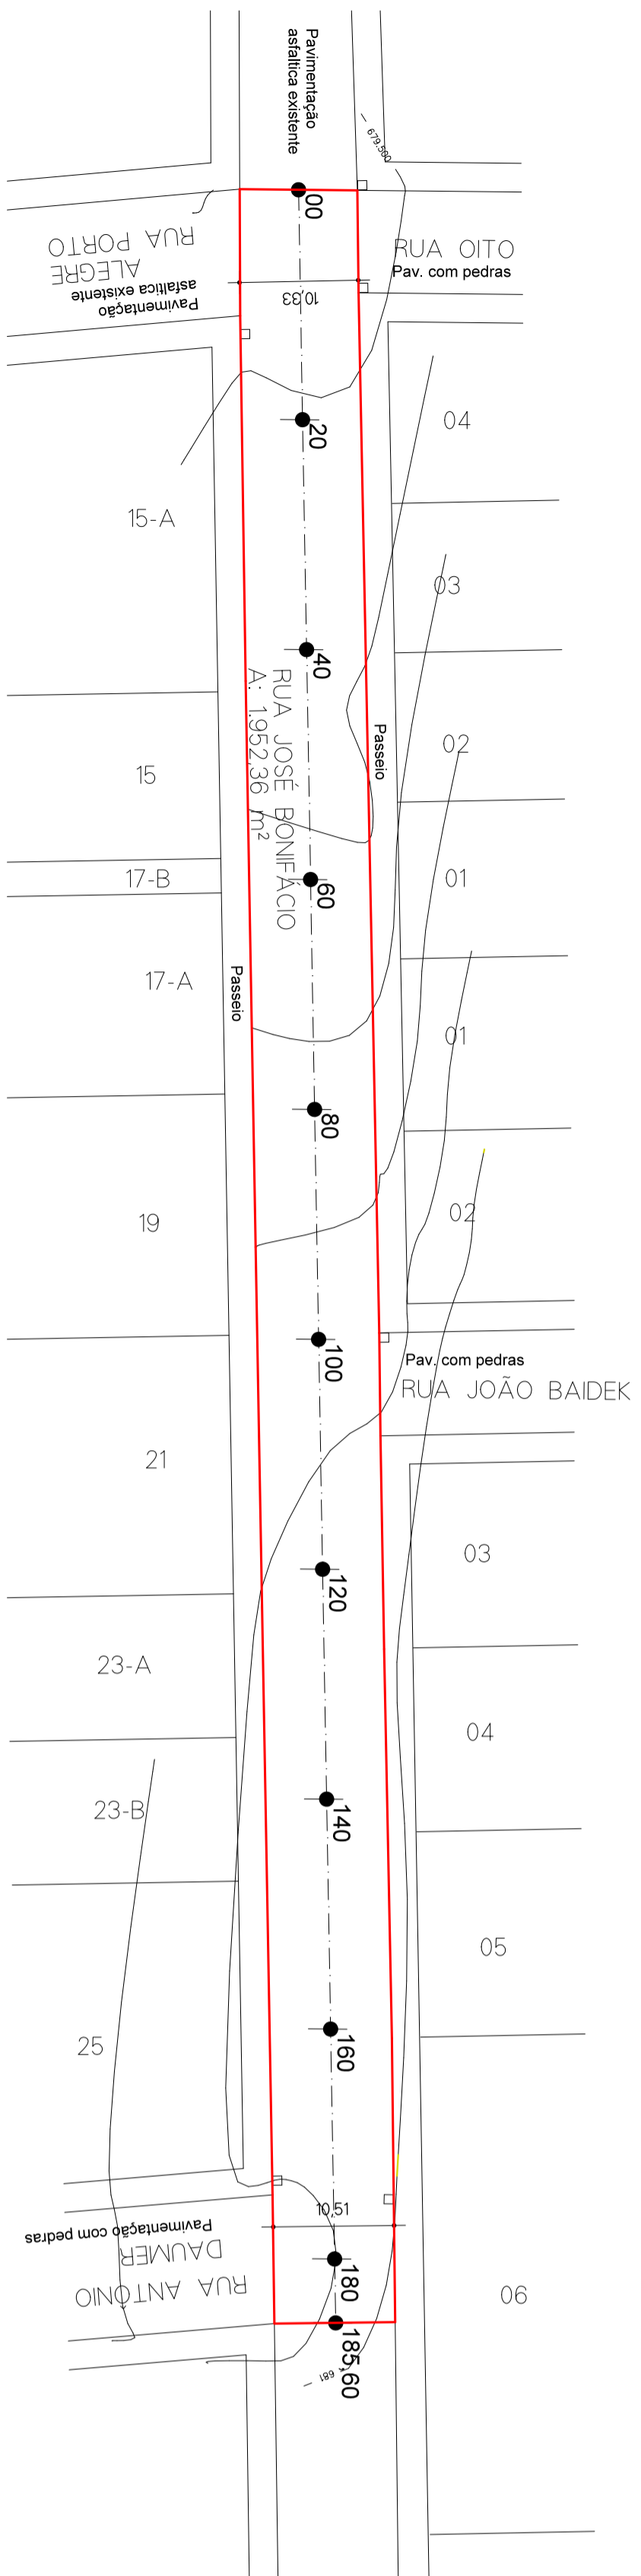 Pavimentação
asfaltica existente
679.500
00
RUA PORTO
ALEGRE
Pavimentação
asfaltica existente
RUA OITO
Pav. com pedras
10,33
20
04
15-A
03
40
RUA JOSÉ BONIFÁCIO
A: 1.952,36 m²
Passeio
02
15
17-B
60
01
17-A
Passeio
01
80
19
02
100
Pav. com pedras
RUA JOÃO BAIDEK
21
03
120
23-A
04
140
23-B
05
160
25
10,51
Pavimentação com pedras
RUA ANTÔNIO
DAUMER
180
06
185,60
681